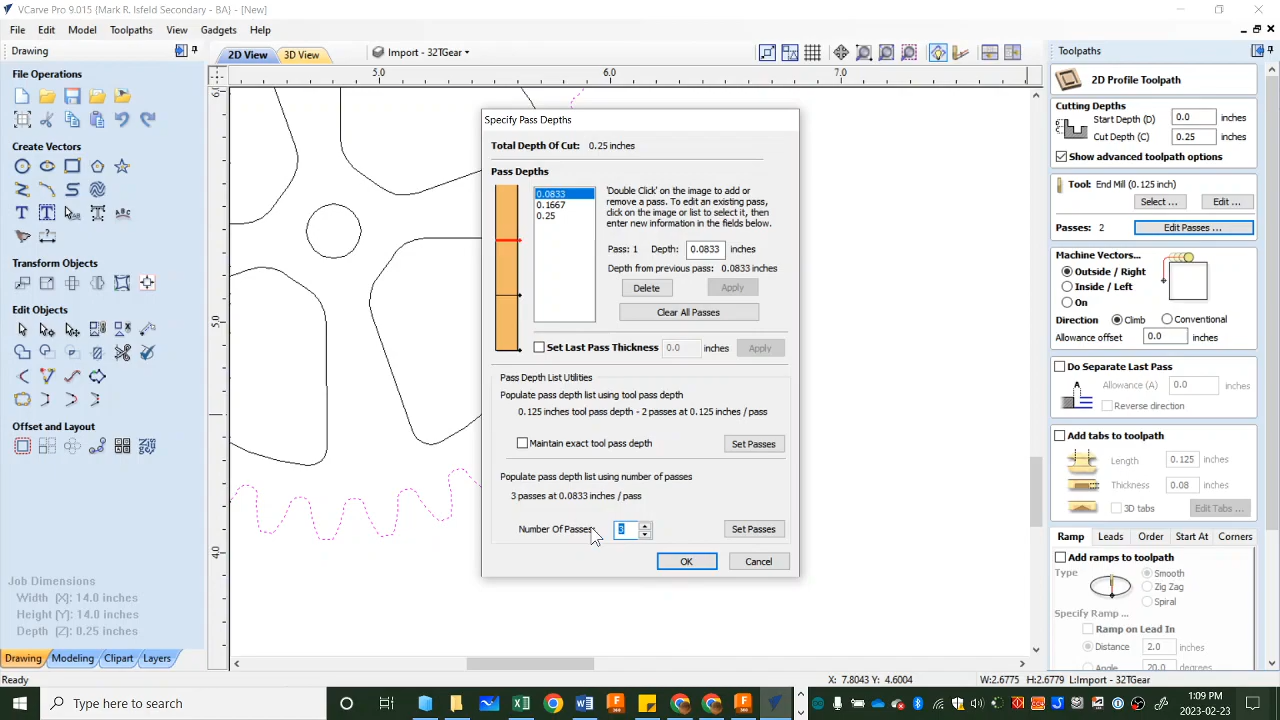 VCarve Pro 9.015 {Mark R. Isfeld Secondary - BA} - [New]
File Edit Model Toolpaths View Gadgets Help
Drawing
2D View 3D View Import - 32TGear
Toolpaths
File Operations
Create Vectors
Transform Objects
Edit Objects
Offset and Layout
Job Dimensions
Width (X): 14.0 inches
Height (Y): 14.0 inches
Depth (Z): 0.25 inches
Drawing Modeling Clipart Layers
5.0 6.0 7.0
5.0
4.0
Specify Pass Depths
Total Depth Of Cut: 0.25 inches
Pass Depths
0.0833
0.1667
0.25
'Double Click' on the image to add or
remove a pass. To edit an existing pass,
click on the image or list to select it, then
enter new information in the fields below.
Pass: 1 Depth: 0.0833 inches
Depth from previous pass: 0.0833 inches
Delete Apply
Clear All Passes
Set Last Pass Thickness 0.0 inches Apply
Pass Depth List Utilities
Populate pass depth list using tool pass depth
0.125 inches tool pass depth - 2 passes at 0.125 inches / pass
Maintain exact tool pass depth Set Passes
Populate pass depth list using number of passes
3 passes at 0.0833 inches / pass
Number Of Passes 3 Set Passes
OK Cancel
2D Profile Toolpath
Cutting Depths
Start Depth (D) 0.0 inches
Cut Depth (C) 0.25 inches
Show advanced toolpath options
Tool: End Mill (0.125 inch)
Select ... Edit ...
Passes: 2 Edit Passes ...
Machine Vectors...
Outside / Right
Inside / Left
On
Direction Climb Conventional
Allowance offset 0.0 inches
Do Separate Last Pass
A Allowance (A) 0.0 inches
Reverse direction
Add tabs to toolpath
Length 0.125 inches
Thickness 0.08 inches
3D tabs Edit Tabs ...
Ramp Leads Order Start At Corners
Add ramps to toolpath
Type Smooth
Zig Zag
Spiral
Specify Ramp ...
Ramp on Lead In
Distance 2.0 inches
Angle 20.0 degrees
Ready X: 7.8043 Y: 4.6004 W:2.6775 H:2.6779 L:Import - 32TGear
Type here to search
1:09 PM
2023-02-23